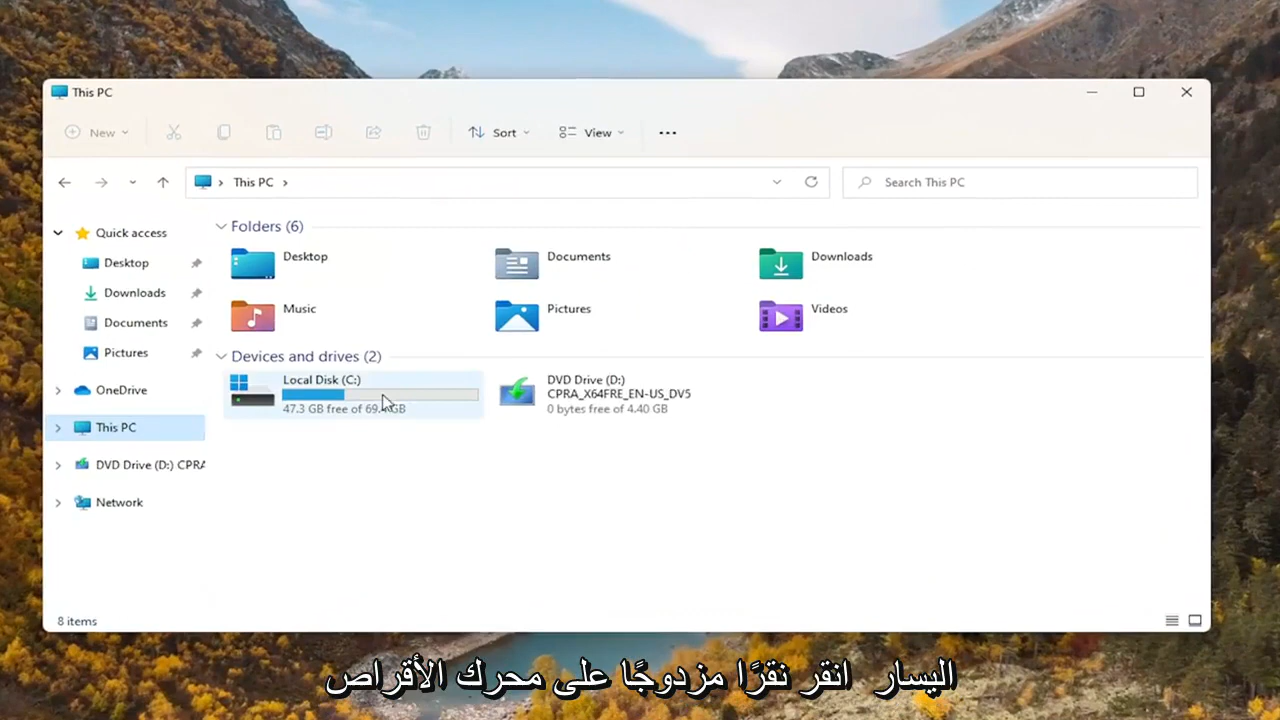 This PC
New
Sort
View
This PC
Search This PC
Quick access
Desktop
Downloads
Documents
Pictures
OneDrive
This PC
DVD Drive (D:) CPRA
Network
Folders (6)
Desktop
Documents
Downloads
Music
Pictures
Videos
Devices and drives (2)
Local Disk (C:)
47.3 GB free of GB
DVD Drive (D:)
CPRA_X64FRE_EN-US_DV5
0 bytes free of 4.40 GB
8 items
اليسار انقر نقرًا مزدوجًا على محرك الأقراص